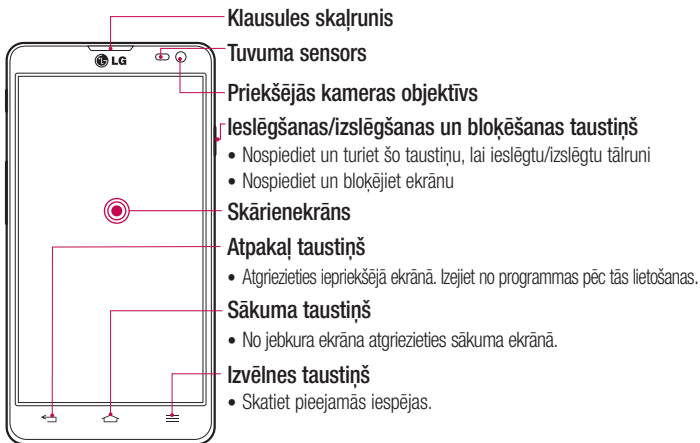 Klausules skaļrunis
LG
Tuvuma sensors
Priekšējās kameras objektīvs
Ieslēgšanas/izslēgšanas un bloķēšanas taustiņš
• Nospiediet un turiet šo taustiņu, lai ieslēgtu/izslēgtu tālruni
• Nospiediet un bloķējiet ekrānu
Skārienekrāns
Atpakaļ taustiņš
• Atgriezieties iepriekšējā ekrānā. Izejiet no programmas pēc tās lietošanas.
Sākuma taustiņš
• No jebkura ekrāna atgriezieties sākuma ekrānā.
Izvēlnes taustiņš
• Skatiet pieejamās iespējas.